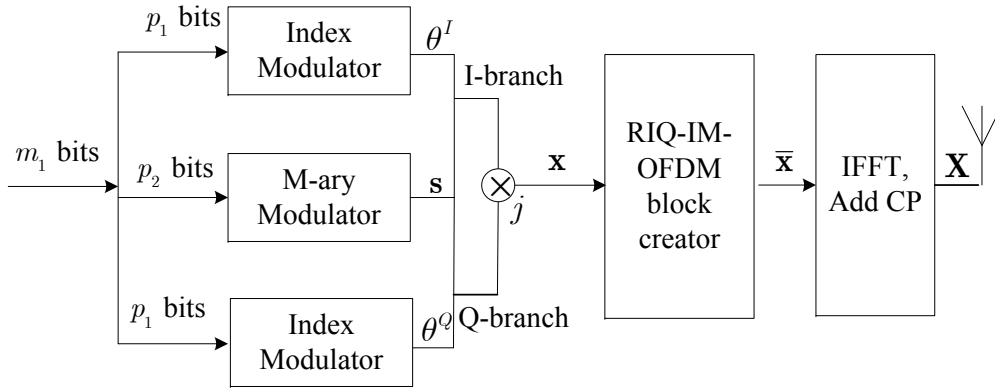 m₁ bits
p₁ bits
Index
Modulator
θᴵ
I-branch
p₂ bits
M-ary
Modulator
s
j
x
p₁ bits
Index
Modulator
θ^Q
Q-branch
RIQ-IM-
OFDM
block
creator
x̄
IFFT,
Add CP
X